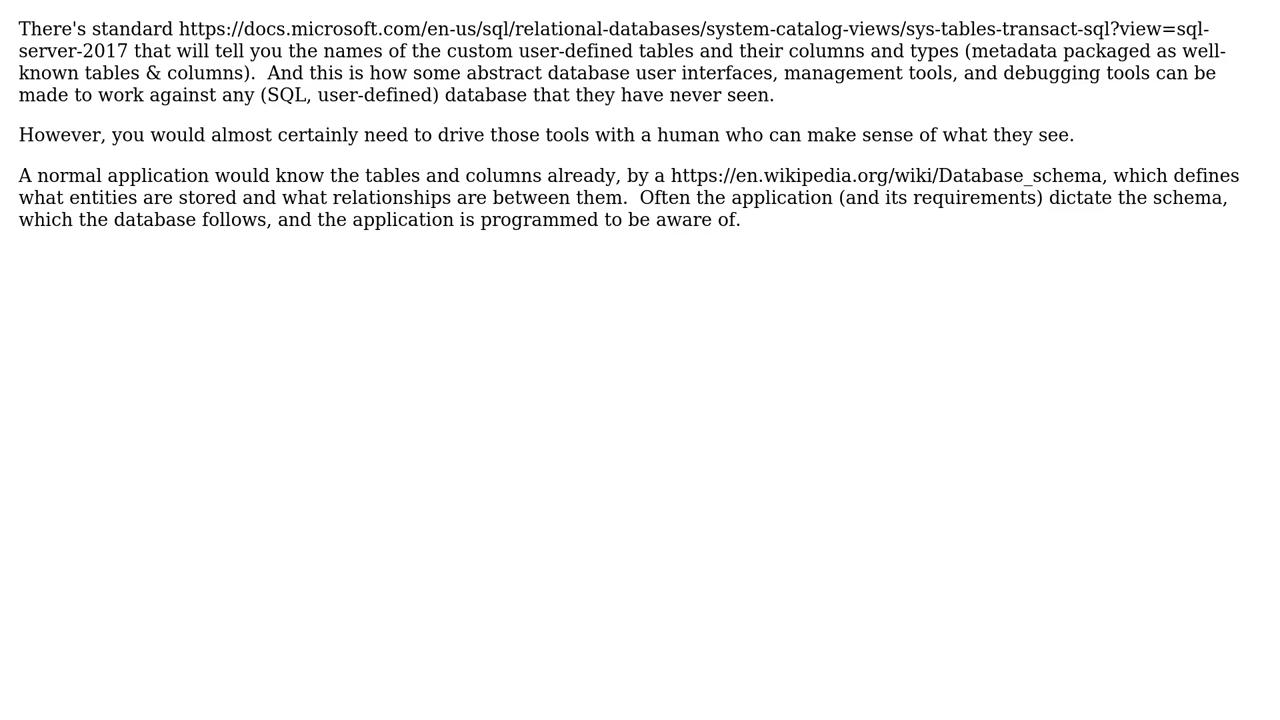 There's standard https://docs.microsoft.com/en-us/sql/relational-databases/system-catalog-views/sys-tables-transact-sql?view=sql-
server-2017 that will tell you the names of the custom user-defined tables and their columns and types (metadata packaged as well-
known tables & columns).  And this is how some abstract database user interfaces, management tools, and debugging tools can be
made to work against any (SQL, user-defined) database that they have never seen.
However, you would almost certainly need to drive those tools with a human who can make sense of what they see.
A normal application would know the tables and columns already, by a https://en.wikipedia.org/wiki/Database_schema, which defines
what entities are stored and what relationships are between them.  Often the application (and its requirements) dictate the schema,
which the database follows, and the application is programmed to be aware of.